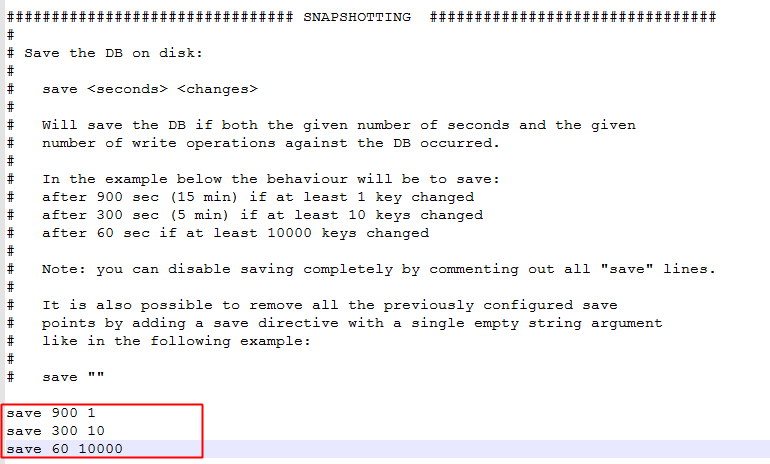 ################################ SNAPSHOTTING  ################################
#
# Save the DB on disk:
#
#   save <seconds> <changes>
#
#   Will save the DB if both the given number of seconds and the given
#   number of write operations against the DB occurred.
#
#   In the example below the behaviour will be to save:
#   after 900 sec (15 min) if at least 1 key changed
#   after 300 sec (5 min) if at least 10 keys changed
#   after 60 sec if at least 10000 keys changed
#
#   Note: you can disable saving completely by commenting out all "save" lines.
#
#   It is also possible to remove all the previously configured save
#   points by adding a save directive with a single empty string argument
#   like in the following example:
#
#   save ""
save 900 1
save 300 10
save 60 10000